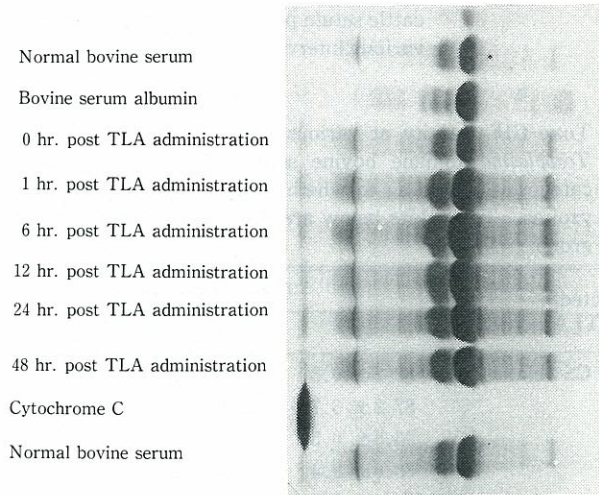 Normal bovine serum
Bovine serum albumin
0 hr. post TLA administration
1 hr. post TLA administration
6 hr. post TLA administration
12 hr. post TLA administration
24 hr. post TLA administration
48 hr. post TLA administration
Cytochrome C
Normal bovine serum